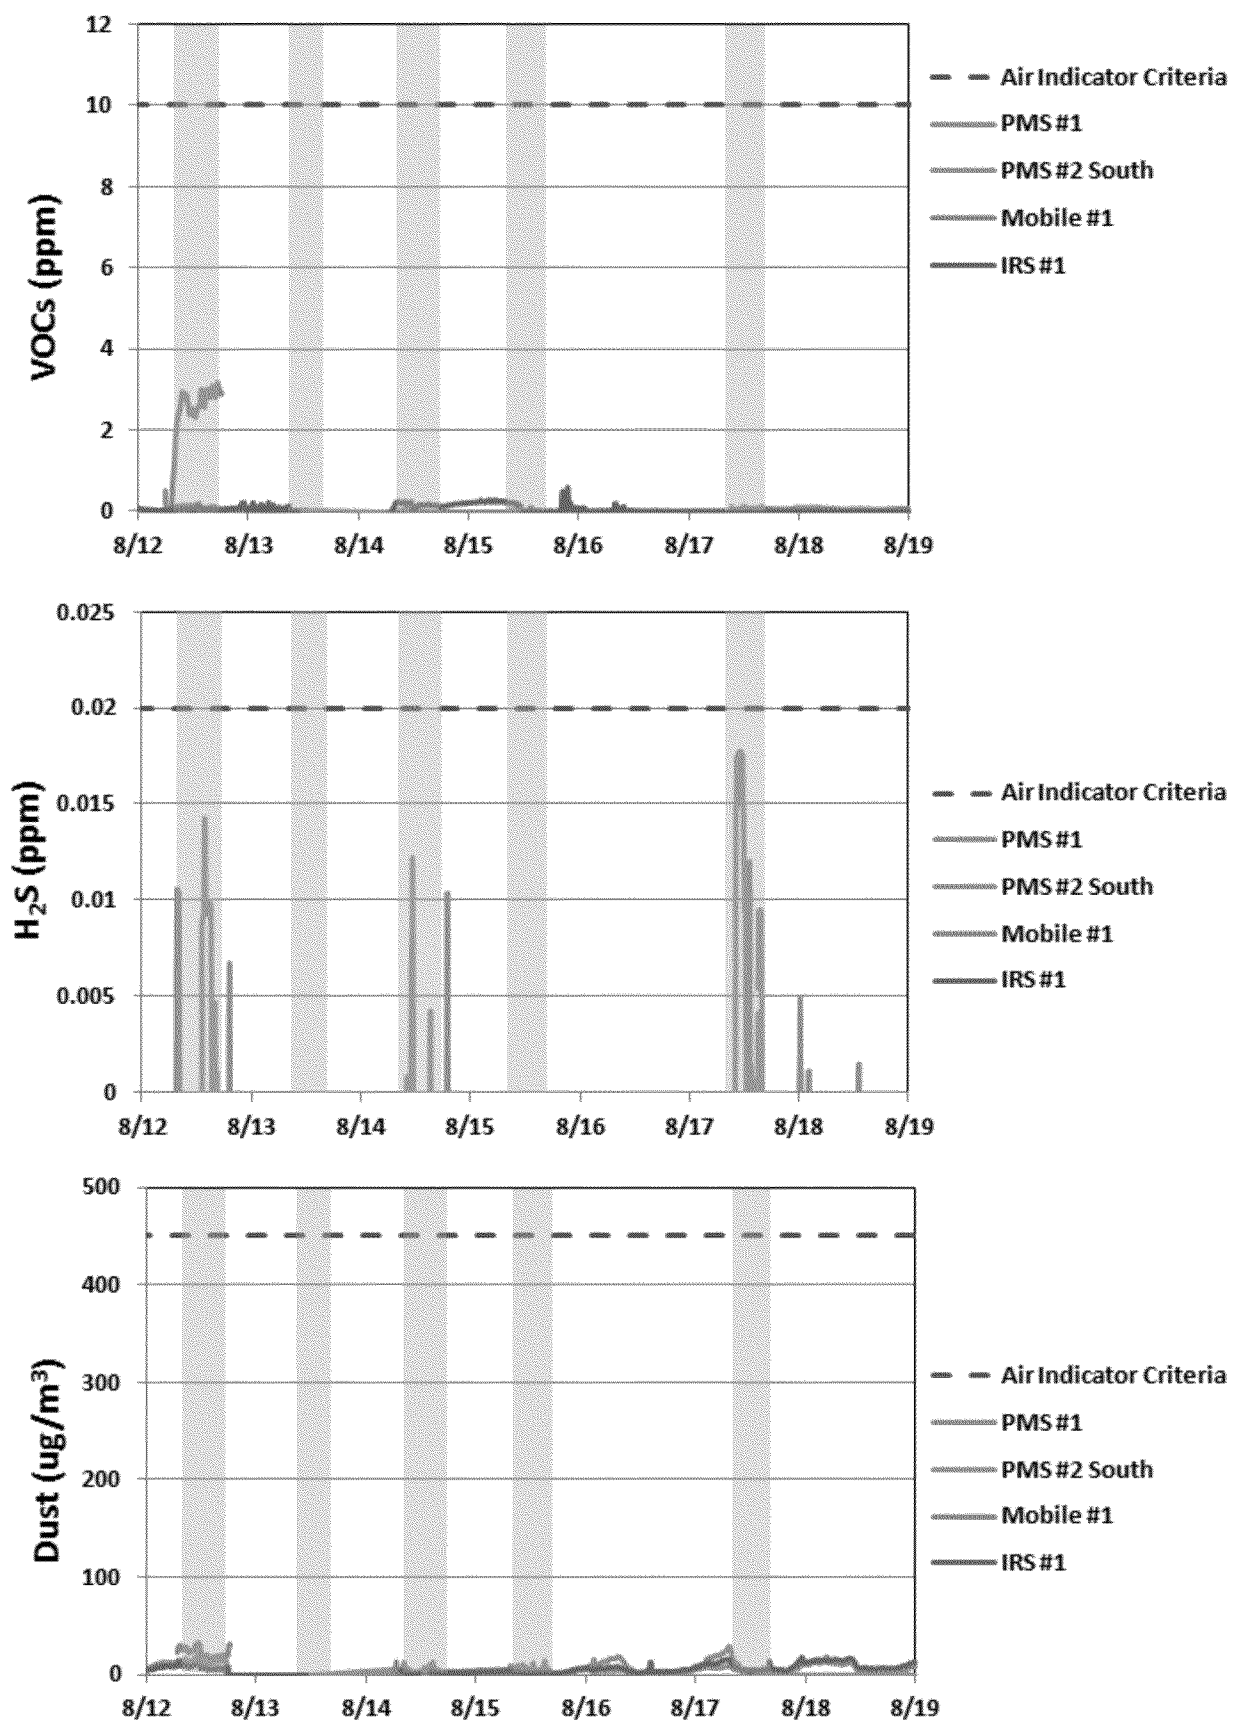 12
10
8
6
4
2
0
VOCs (ppm)
8/12 8/13 8/14 8/15 8/16 8/17 8/18 8/19
Air Indicator Criteria
PMS #1
PMS #2 South
Mobile #1
IRS #1
0.025
0.02
0.015
0.01
0.005
0
H₂S (ppm)
8/12 8/13 8/14 8/15 8/16 8/17 8/18 8/19
Air Indicator Criteria
PMS #1
PMS #2 South
Mobile #1
IRS #1
500
400
300
200
100
0
Dust (ug/m³)
8/12 8/13 8/14 8/15 8/16 8/17 8/18 8/19
Air Indicator Criteria
PMS #1
PMS #2 South
Mobile #1
IRS #1